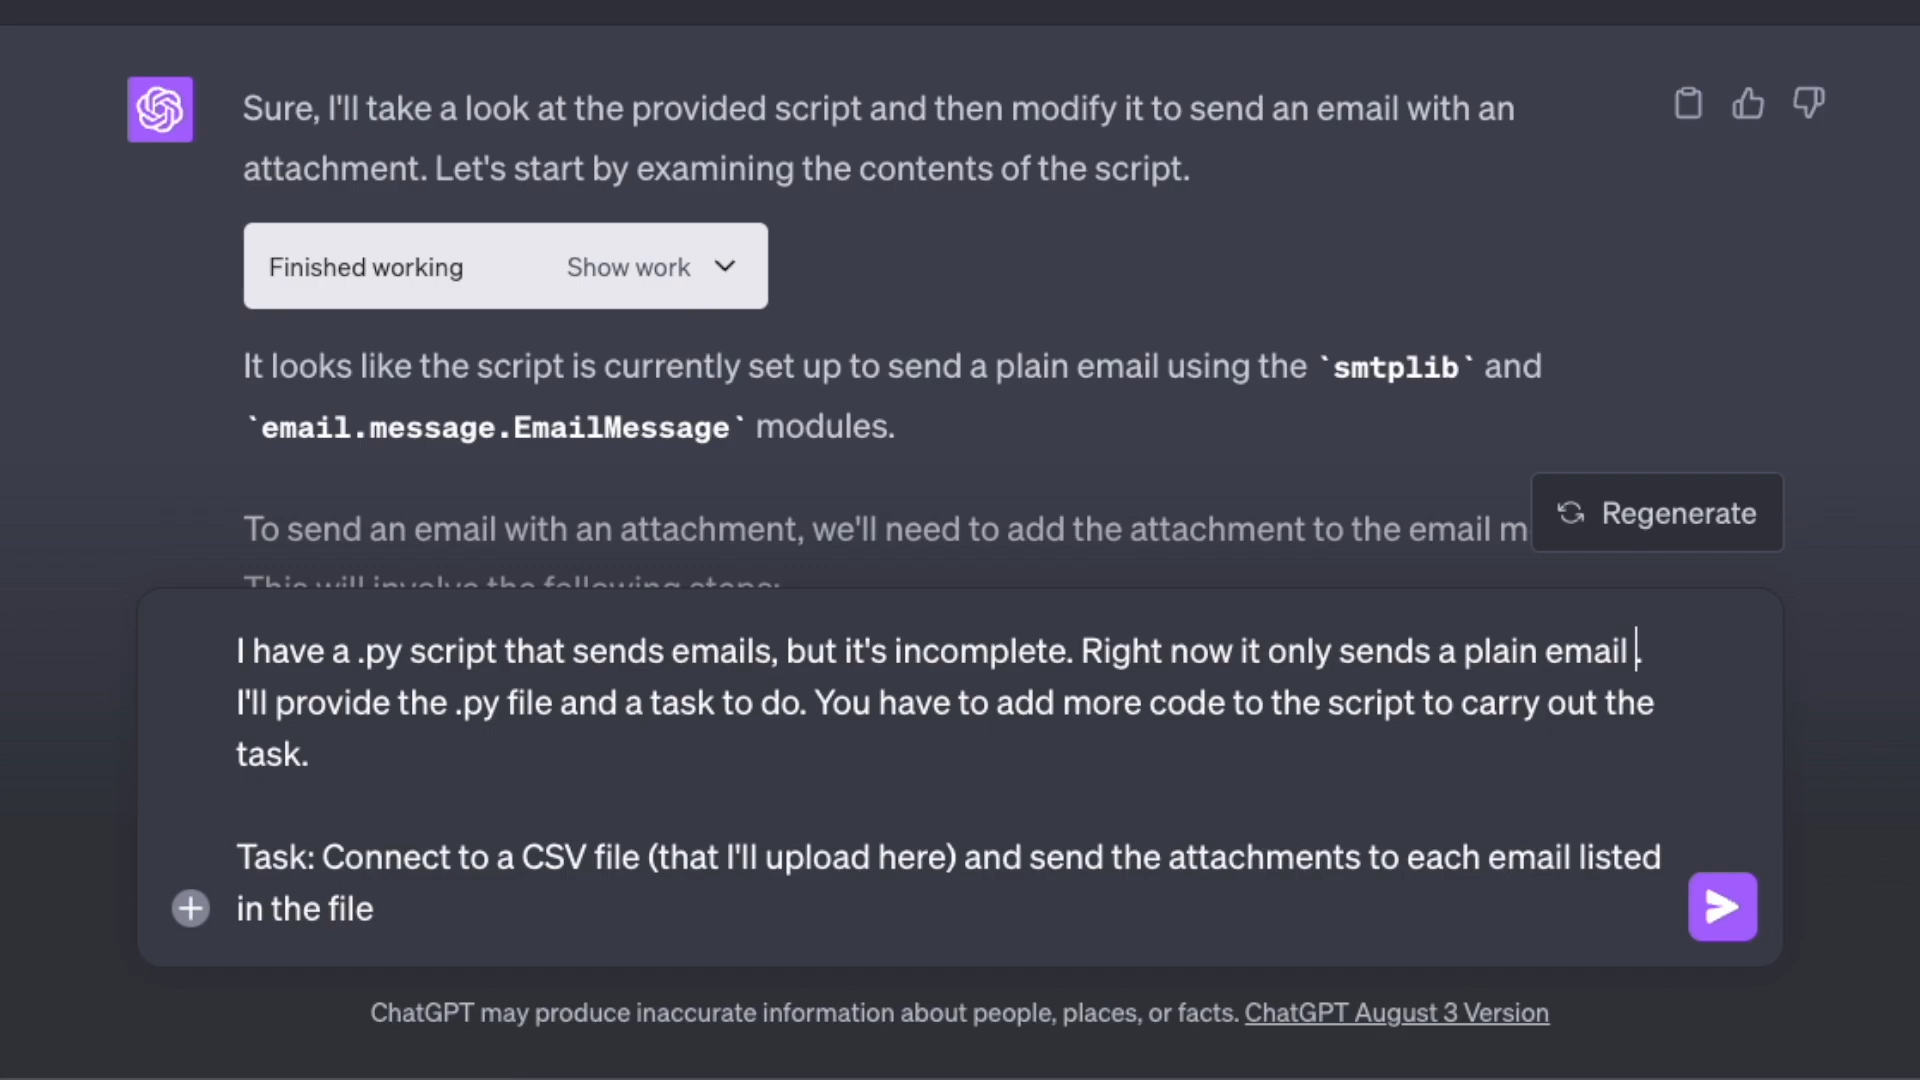 Sure, I'll take a look at the provided script and then modify it to send an email with an
attachment. Let's start by examining the contents of the script.
Finished working Show work
It looks like the script is currently set up to send a plain email using the `smtplib` and
`email.message.EmailMessage` modules.
To send an email with an attachment, we'll need to add the attachment to the email m
Regenerate
This will involve the following steps:
I have a .py script that sends emails, but it's incomplete. Right now it only sends a plain email .
I'll provide the .py file and a task to do. You have to add more code to the script to carry out the
task.
Task: Connect to a CSV file (that I'll upload here) and send the attachments to each email listed
in the file
ChatGPT may produce inaccurate information about people, places, or facts. ChatGPT August 3 Version